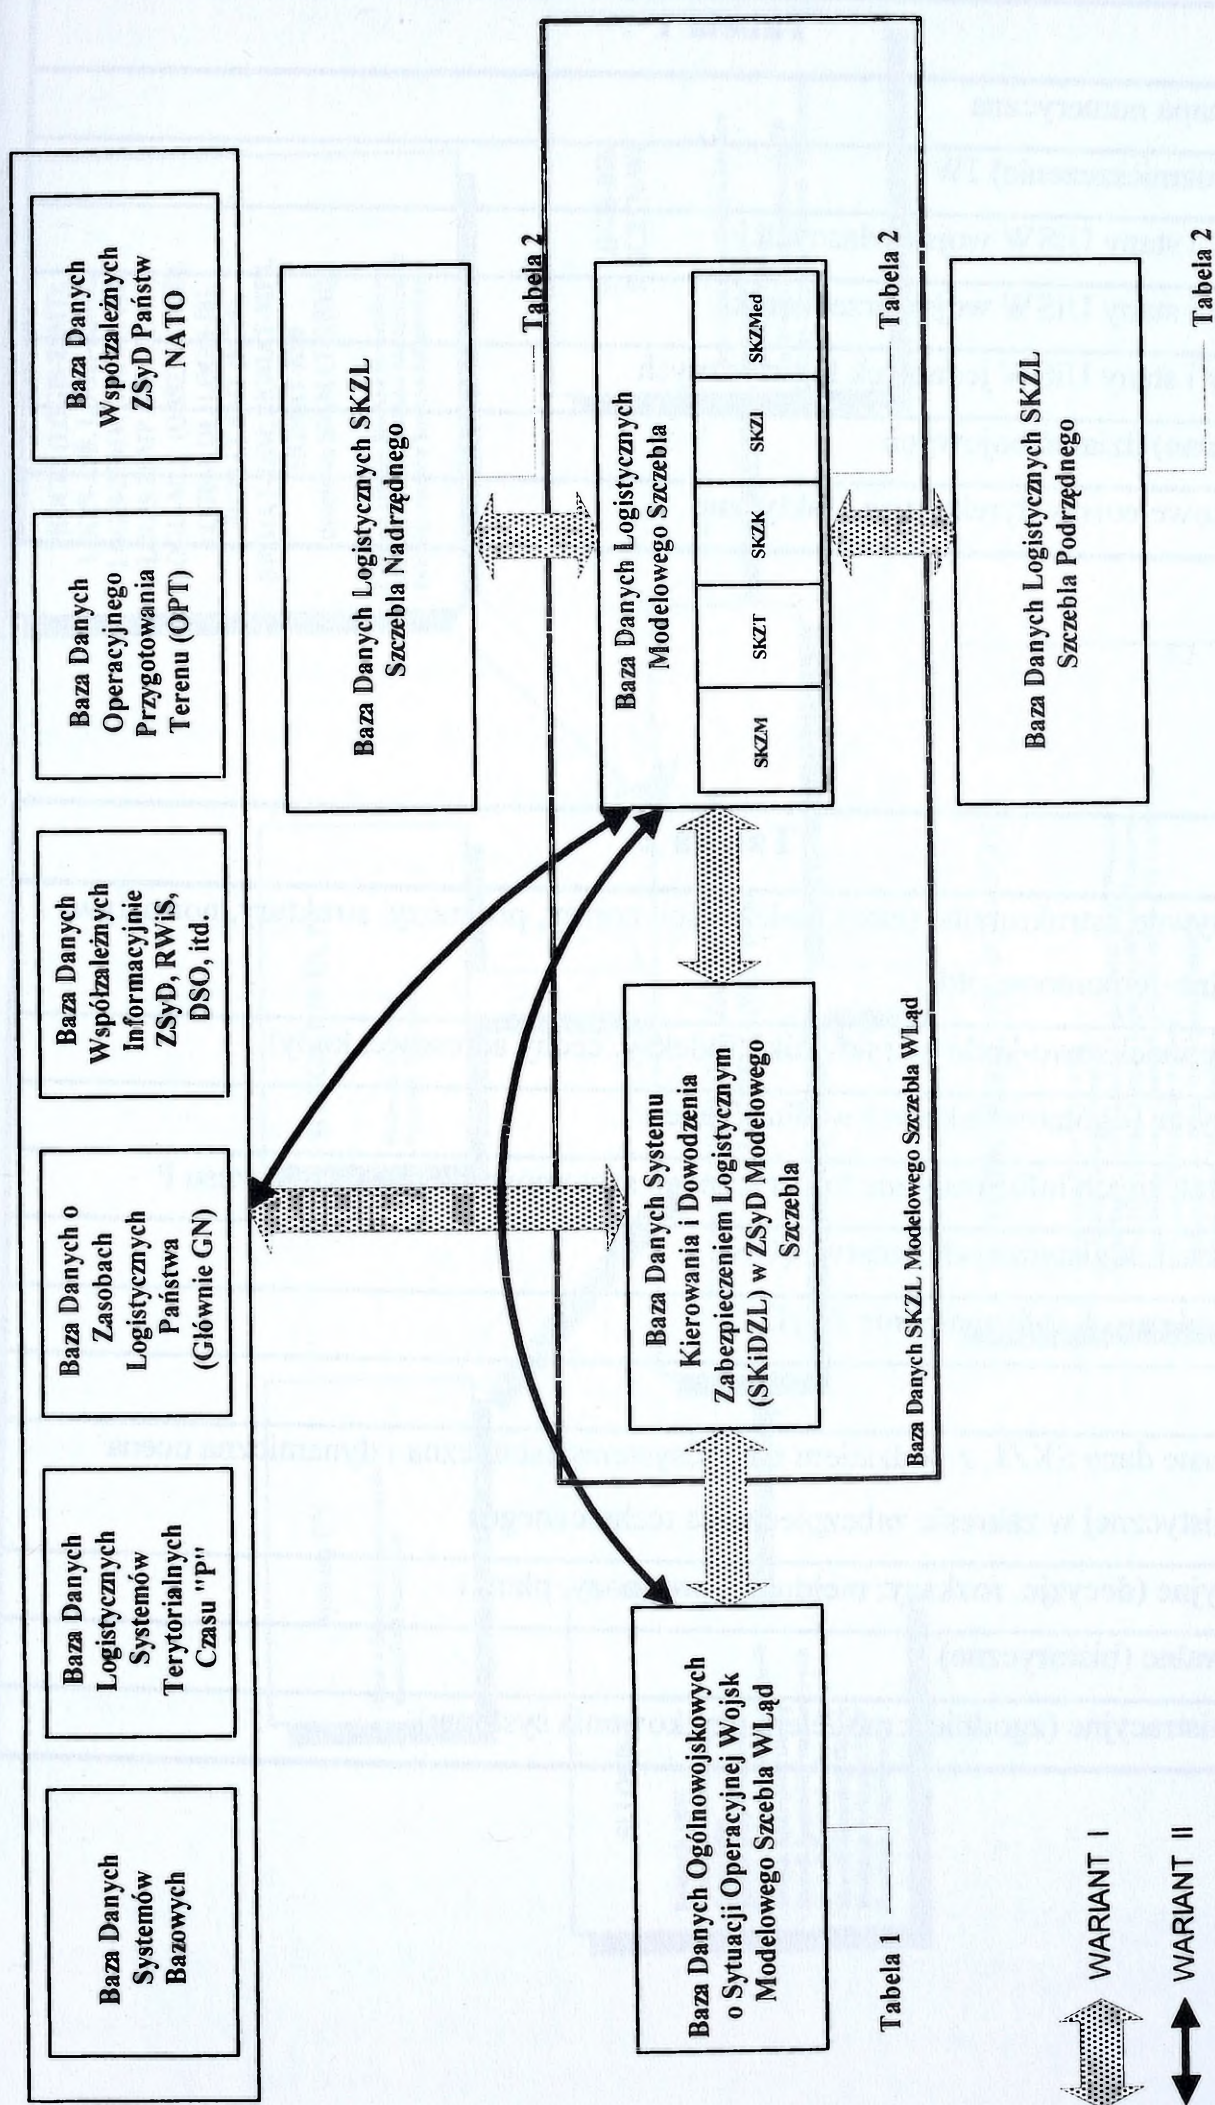 Baza Danych
Systemów
Bazowych
Baza Danych
Logistycznych
Systemów
Terytorialnych
Czasu "P"
Baza Danych o
Zasobach
Logistycznych
Państwa
(Głównie GN)
Baza Danych
Współzależnych
Informacyjnie
ZSyD, RWIS,
DSO, itd.
Baza Danych
Operacyjnego
Przygotowania
Terenu (OPT)
Baza Danych
Współzależnych
ZSyD Państw
NATO
Baza Danych Logistycznych SKZL
Szczebla Nadrzędnego
Tabela 2
Baza Danych Ogólnowojskowych
o Sytuacji Operacyjnej Wojsk
Modelowego Szcebla WLąd
Tabela 1
Baza Danych Systemu
Kierowania i Dowodzenia
Zabezpieczeniem Logistycznym
(SKiDZL) w ZSyD Modelowego
Szczebla
Baza Danych Logistycznych
Modelowego Szczebla
SKZM
SKZT
SKZK
SKZI
SKZMed
Tabela 2
Baza Danych SKZL Modelowego Szczebla WLąd
Baza Danych Logistycznych SKZL
Szczebla Podrzędnego
Tabela 2
WARIANT I
WARIANT II